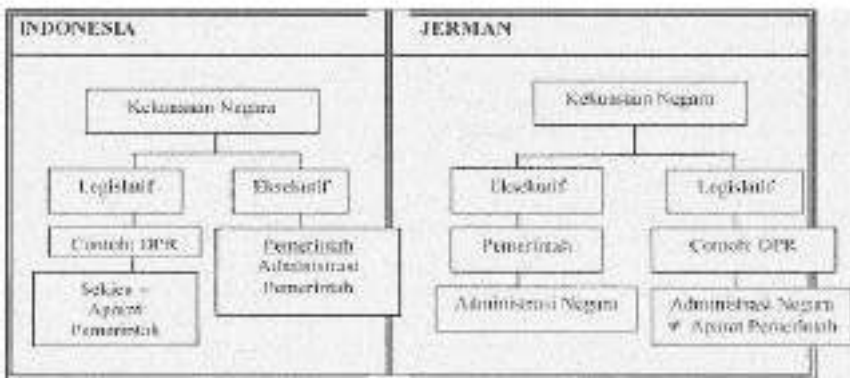 INDONESIA
Kekuasaan Negara
Legislatif
Eksekutif
Contoh: DPR
Pemerintah
Administrasi
Pemerintah
Aparat
Pemerintah
JERMAN
Kekuasaan Negara
Eksekutif
Legislatif
Pemerintah
Contoh: DPR
Administrasi Negara
Administrasi Negara
≠ Aparat Pemerintah